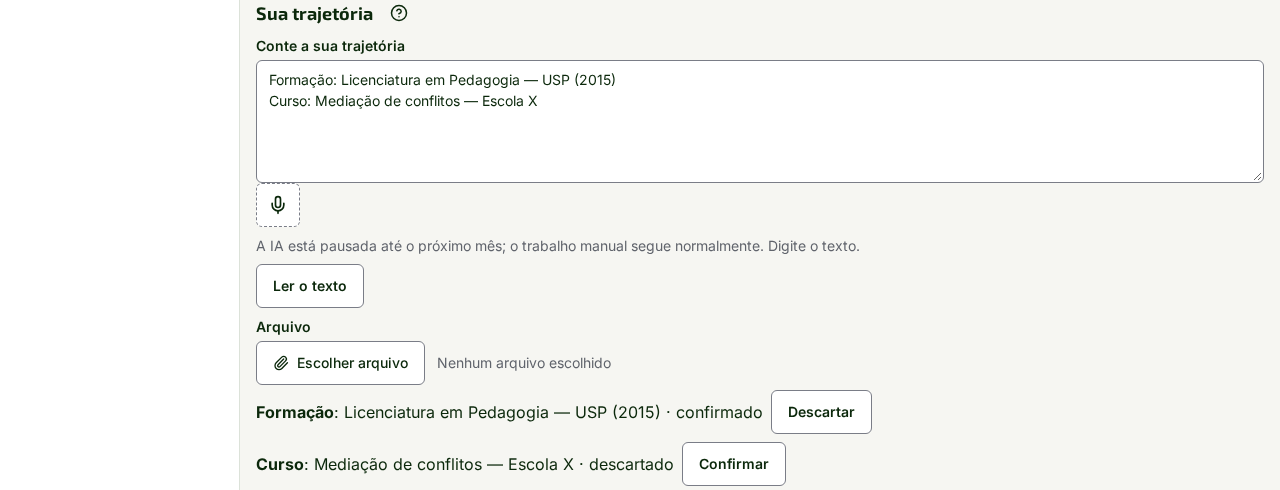 Sua trajetória
Conte a sua trajetória
Formação: Licenciatura em Pedagogia — USP (2015)
Curso: Mediação de conflitos — Escola X
A IA está pausada até o próximo mês; o trabalho manual segue normalmente. Digite o texto.
Ler o texto
Arquivo
Escolher arquivo Nenhum arquivo escolhido
Formação: Licenciatura em Pedagogia — USP (2015) · confirmado Descartar
Curso: Mediação de conflitos — Escola X · descartado Confirmar